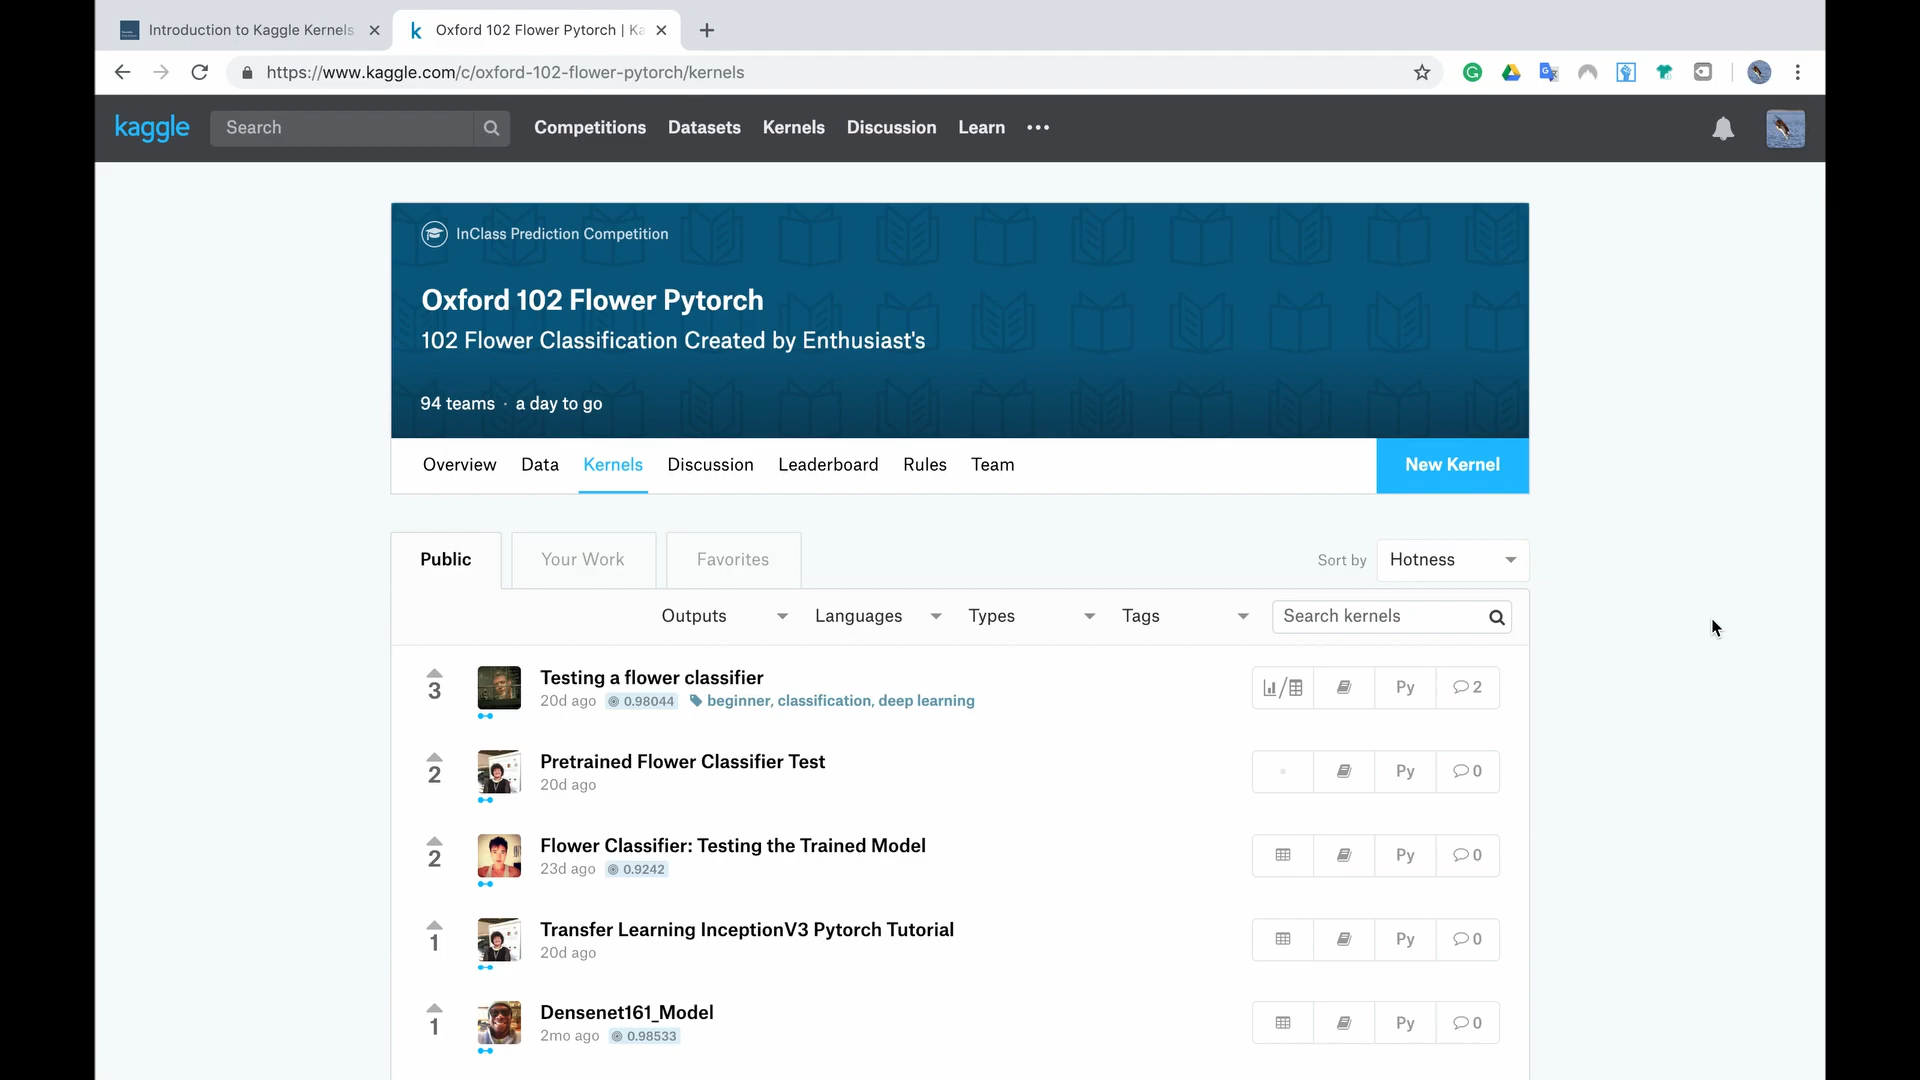 Introduction to Kaggle Kernels
Oxford 102 Flower Pytorch | Ka
https://www.kaggle.com/c/oxford-102-flower-pytorch/kernels
kaggle Search Competitions Datasets Kernels Discussion Learn
InClass Prediction Competition
Oxford 102 Flower Pytorch
102 Flower Classification Created by Enthusiast's
94 teams · a day to go
Overview Data Kernels Discussion Leaderboard Rules Team New Kernel
Public Your Work Favorites Sort by Hotness
Outputs Languages Types Tags Search kernels
3 Testing a flower classifier
20d ago 0.98044 beginner, classification, deep learning
Py 2
2 Pretrained Flower Classifier Test
20d ago
Py 0
2 Flower Classifier: Testing the Trained Model
23d ago 0.9242
Py 0
1 Transfer Learning InceptionV3 Pytorch Tutorial
20d ago
Py 0
1 Densenet161_Model
2mo ago 0.98533
Py 0